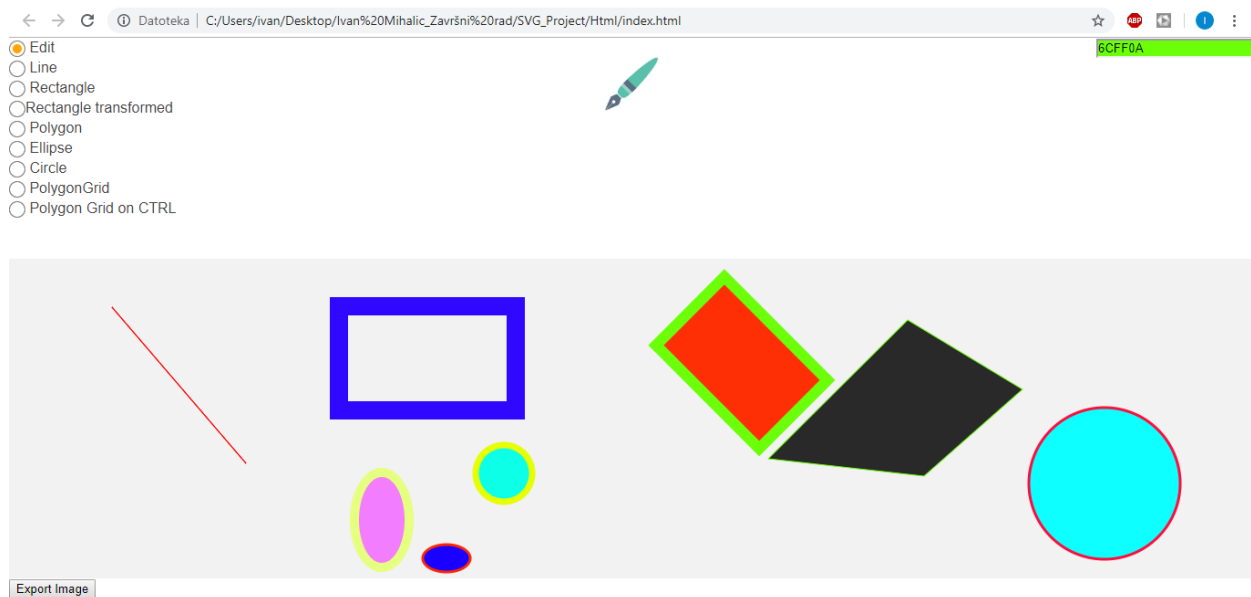 Datoteka | C:/Users/ivan/Desktop/Ivan%20Mihalic_Završni%20rad/SVG_Project/Html/index.html
ABP
I
Edit
6CFF0A
Line
Rectangle
Rectangle transformed
Polygon
Ellipse
Circle
PolygonGrid
Polygon Grid on CTRL
Export Image